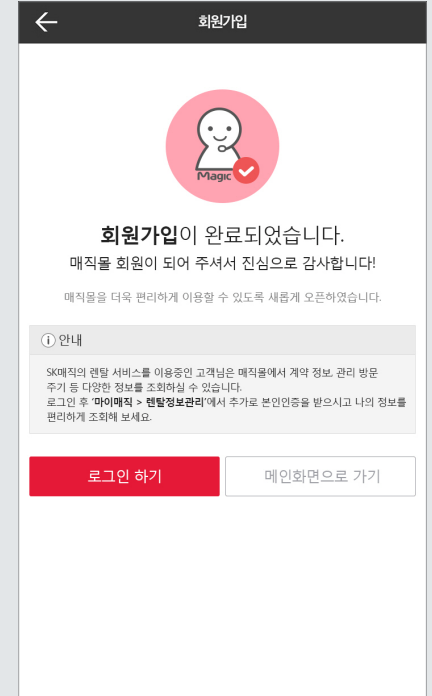 회원가입
Magic
회원가입이 완료되었습니다.
매직몰 회원이 되어 주셔서 진심으로 감사합니다!
매직몰을 더욱 편리하게 이용할 수 있도록 새롭게 오픈하였습니다.
안내
SK매직의 렌탈 서비스를 이용중인 고객님은 매직몰에서 계약 정보, 관리 방문
주기 등 다양한 정보를 조회하실 수 있습니다.
로그인 후 '마이매직 > 렌탈정보관리'에서 추가로 본인인증을 받으시고 나의 정보를
편리하게 조회해 보세요.
로그인 하기
메인화면으로 가기